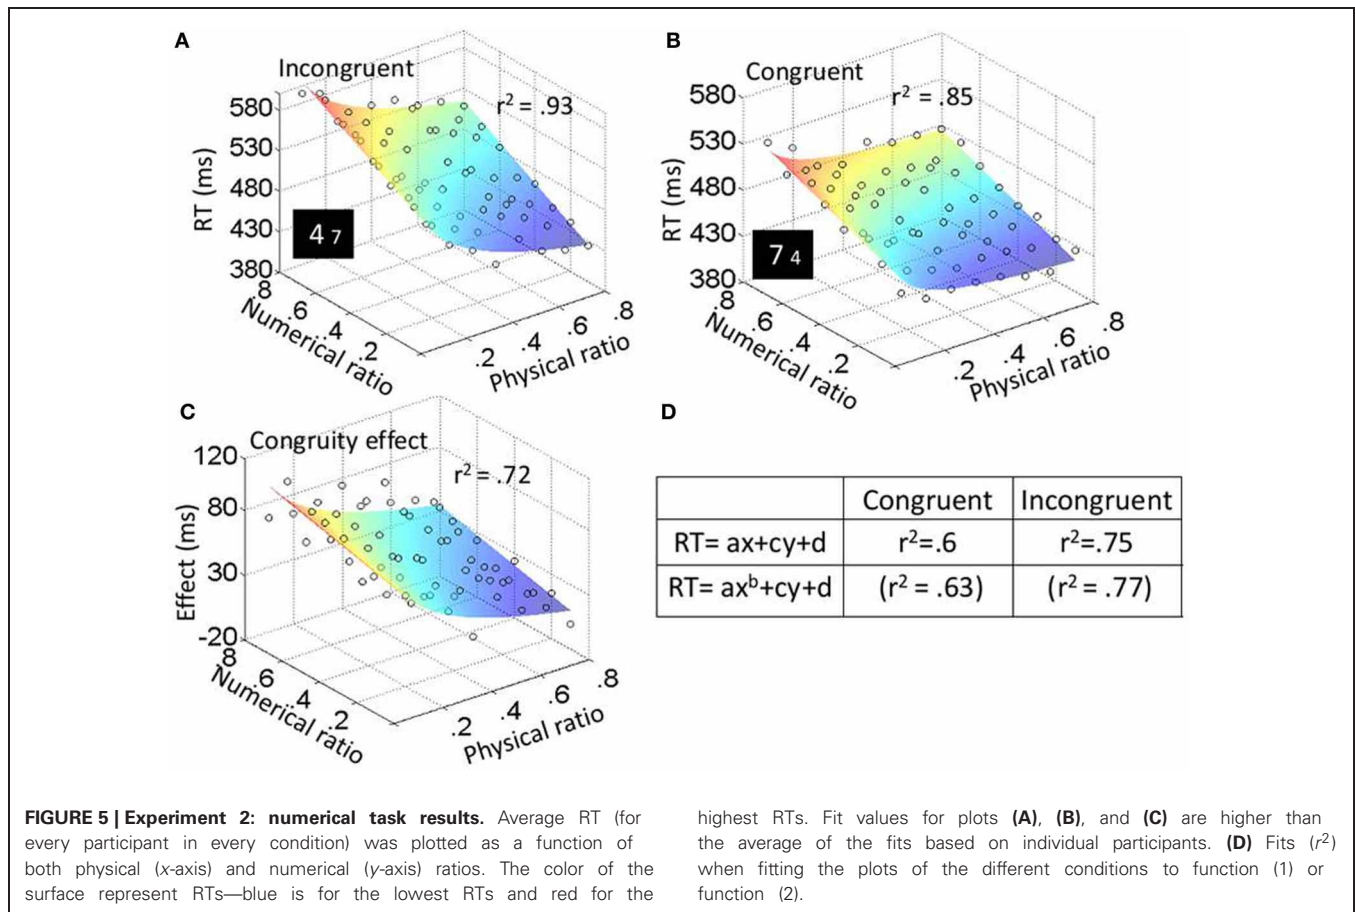 A
Incongruent
r² = .93
580
530
480
430
380
RT (ms)
4 7
.8
.6
.4
.2
Numerical ratio
.2
.4
.6
.8
Physical ratio
B
Congruent
r² = .85
580
530
480
430
380
RT (ms)
7 4
.8
.6
.4
.2
Numerical ratio
.2
.4
.6
.8
Physical ratio
C
Congruity effect
r² = .72
120
80
30
-20
Effect (ms)
.8
.6
.4
.2
Numerical ratio
.2
.4
.6
.8
Physical ratio
D
Congruent Incongruent
RT= ax+cy+d r²=.6 r²=.75
RT= axᵇ+cy+d (r² = .63) (r² = .77)
FIGURE 5 | Experiment 2: numerical task results. Average RT (for
every participant in every condition) was plotted as a function of
both physical (x-axis) and numerical (y-axis) ratios. The color of the
surface represent RTs—blue is for the lowest RTs and red for the
highest RTs. Fit values for plots (A), (B), and (C) are higher than
the average of the fits based on individual participants. (D) Fits (r²)
when fitting the plots of the different conditions to function (1) or
function (2).